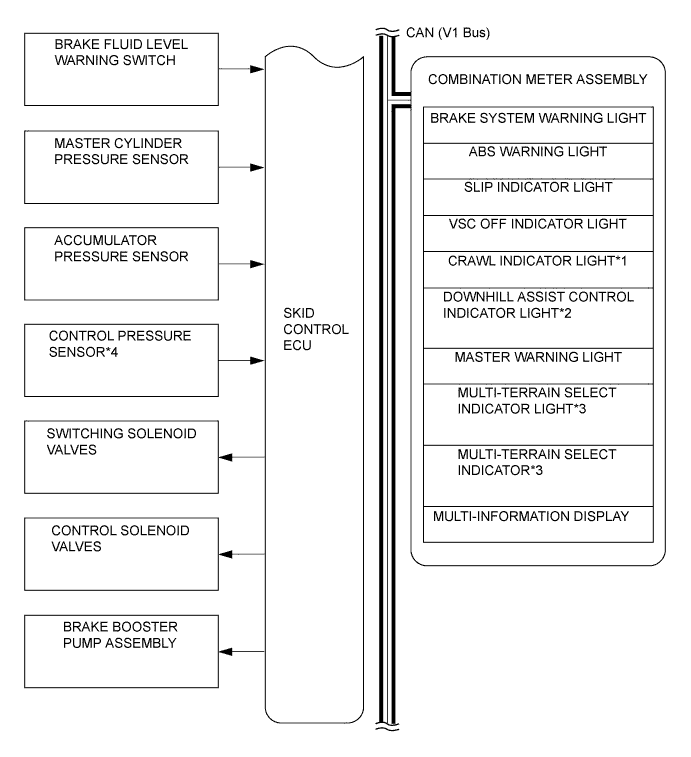 BRAKE FLUID LEVEL
WARNING SWITCH
MASTER CYLINDER
PRESSURE SENSOR
ACCUMULATOR
PRESSURE SENSOR
CONTROL PRESSURE
SENSOR*4
SWITCHING SOLENOID
VALVES
CONTROL SOLENOID
VALVES
BRAKE BOOSTER
PUMP ASSEMBLY
SKID
CONTROL
ECU
CAN (V1 Bus)
COMBINATION METER ASSEMBLY
BRAKE SYSTEM WARNING LIGHT
ABS WARNING LIGHT
SLIP INDICATOR LIGHT
VSC OFF INDICATOR LIGHT
CRAWL INDICATOR LIGHT*1
DOWNHILL ASSIST CONTROL
INDICATOR LIGHT*2
MASTER WARNING LIGHT
MULTI-TERRAIN SELECT
INDICATOR LIGHT*3
MULTI-TERRAIN SELECT
INDICATOR*3
MULTI-INFORMATION DISPLAY